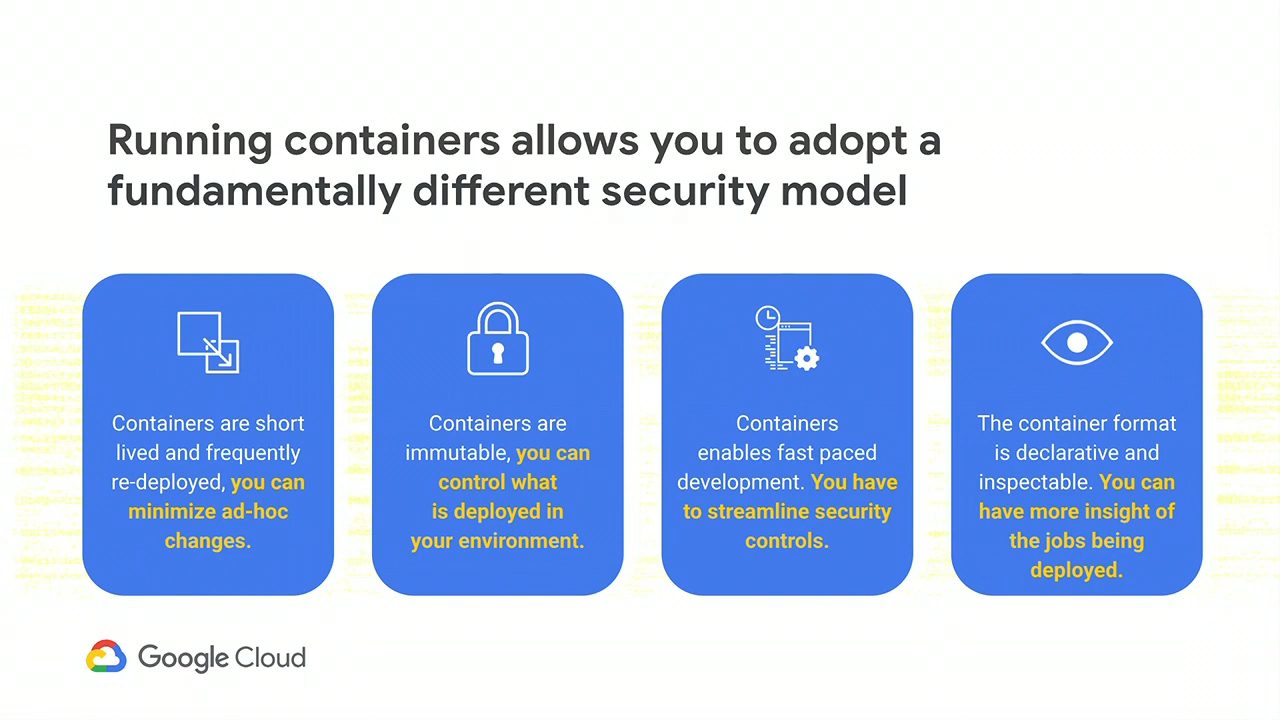 Running containers allows you to adopt a
fundamentally different security model
Containers are short
lived and frequently
re-deployed, you can
minimize ad-hoc
changes.
Containers are
immutable, you can
control what
is deployed in
your environment.
Containers
enables fast paced
development. You have
to streamline security
controls.
The container format
is declarative and
inspectable. You can
have more insight of
the jobs being
deployed.
Google Cloud